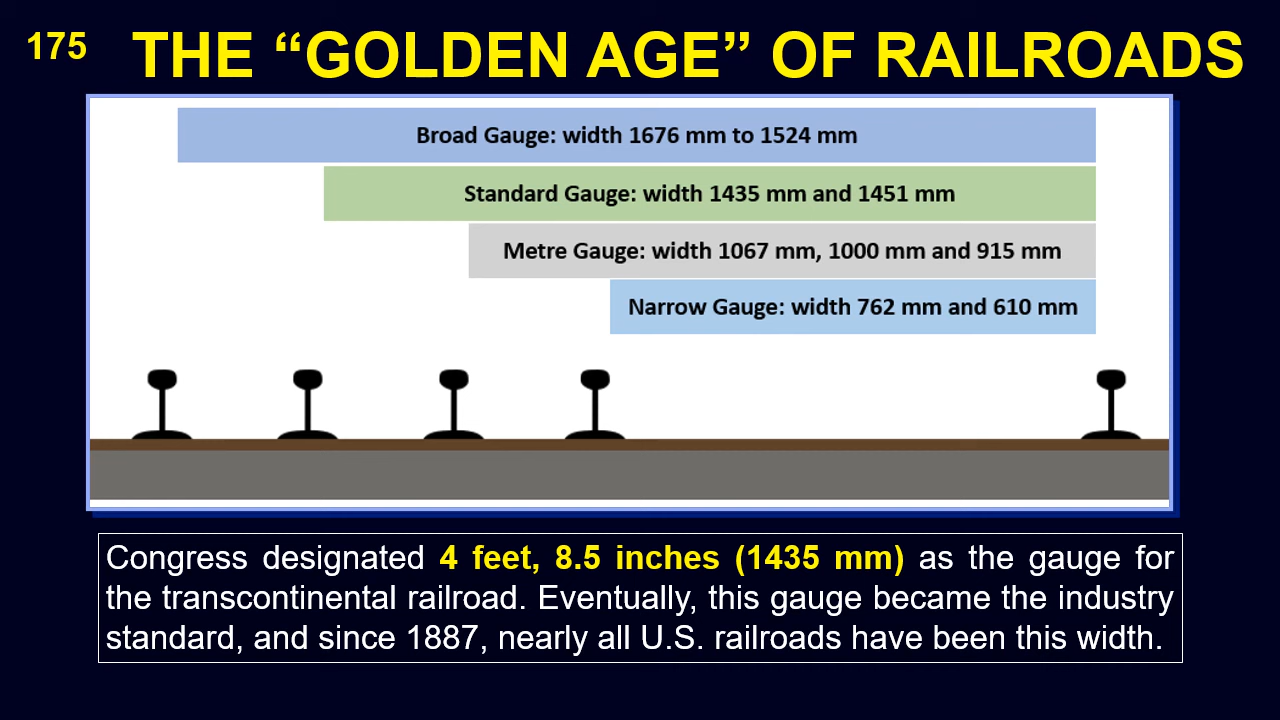 175 THE “GOLDEN AGE” OF RAILROADS
Broad Gauge: width 1676 mm to 1524 mm
Standard Gauge: width 1435 mm and 1451 mm
Metre Gauge: width 1067 mm, 1000 mm and 915 mm
Narrow Gauge: width 762 mm and 610 mm
Congress designated 4 feet, 8.5 inches (1435 mm) as the gauge for
the transcontinental railroad. Eventually, this gauge became the industry
standard, and since 1887, nearly all U.S. railroads have been this width.